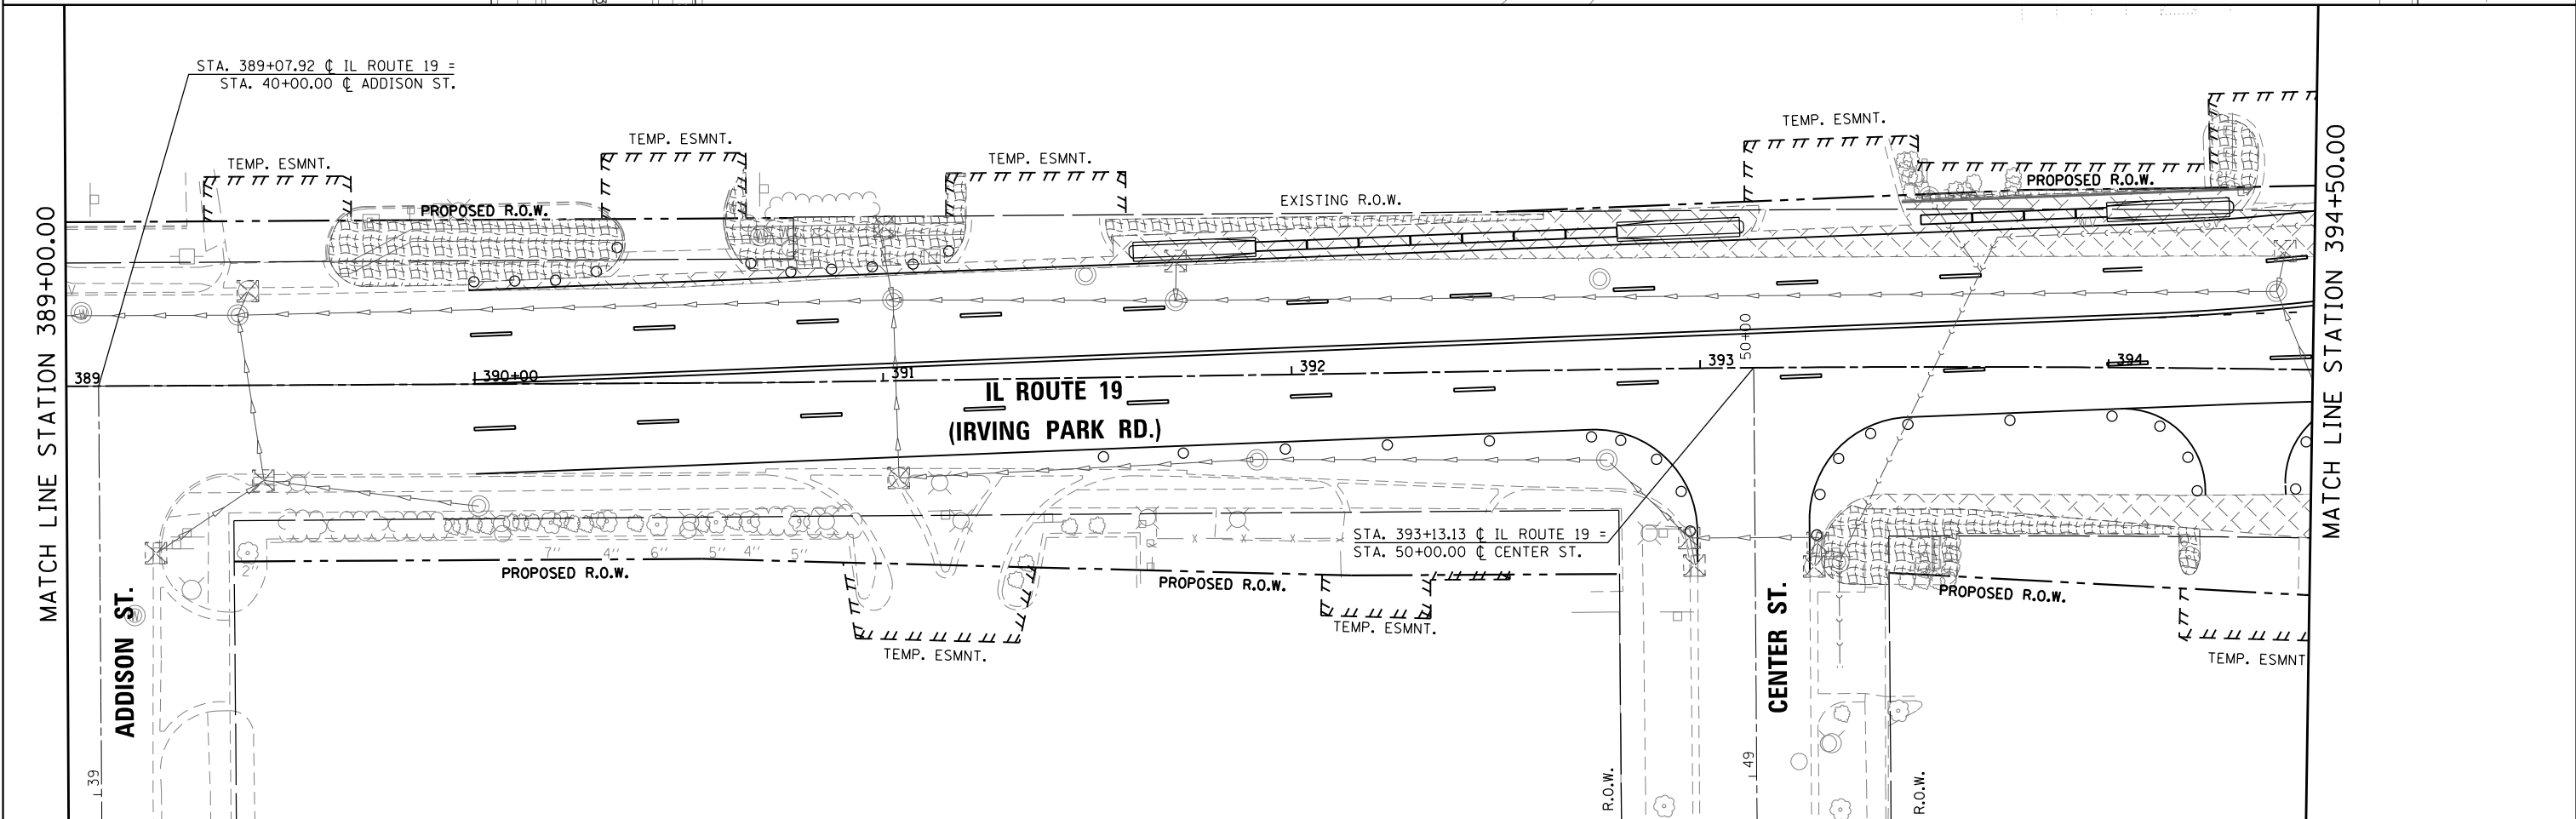 STA. 389+07.92 ℄ IL ROUTE 19 =
STA. 40+00.00 ℄ ADDISON ST.
TEMP. ESMNT.
TEMP. ESMNT.
TEMP. ESMNT.
TEMP. ESMNT.
PROPOSED R.O.W.
EXISTING R.O.W.
PROPOSED R.O.W.
MATCH LINE STATION 389+00.00
MATCH LINE STATION 394+50.00
W
389
390+00
391
392
393
50+00
394
IL ROUTE 19
(IRVING PARK RD.)
STA. 393+13.13 ℄ IL ROUTE 19 =
STA. 50+00.00 ℄ CENTER ST.
2"
7"
4"
6"
5"
4"
5"
PROPOSED R.O.W.
PROPOSED R.O.W.
PROPOSED R.O.W.
TEMP. ESMNT.
TEMP. ESMNT.
TEMP. ESMNT
W
ADDISON ST.
CENTER ST.
39
49
R.O.W.
R.O.W.